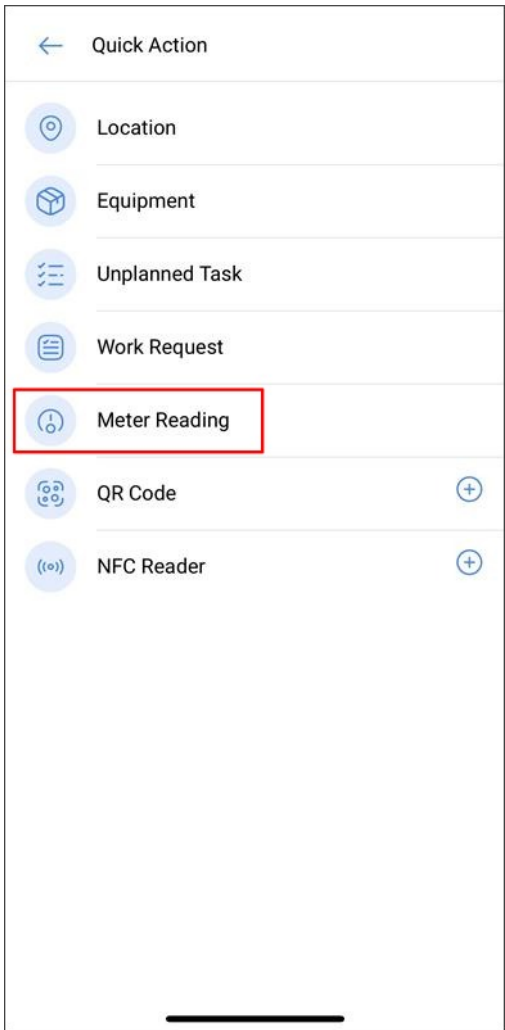 Quick Action
Location
Equipment
Unplanned Task
Work Request
Meter Reading
QR Code
NFC Reader